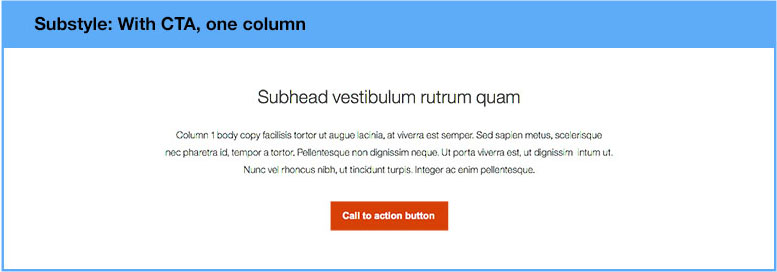 Substyle: With CTA, one column
Subhead vestibulum rutrum quam
Column 1 body copy facilisis tortor ut augue lacinia, at viverra est semper. Sed sapien metus, scelerisque
nec pharetra id, tempor a tortor. Pellentesque non dignissim neque. Ut porta viverra est, ut dignissim intum ut.
Nunc vel rhoncus nibh, ut tincidunt turpis. Integer ac enim pellentesque.
Call to action button